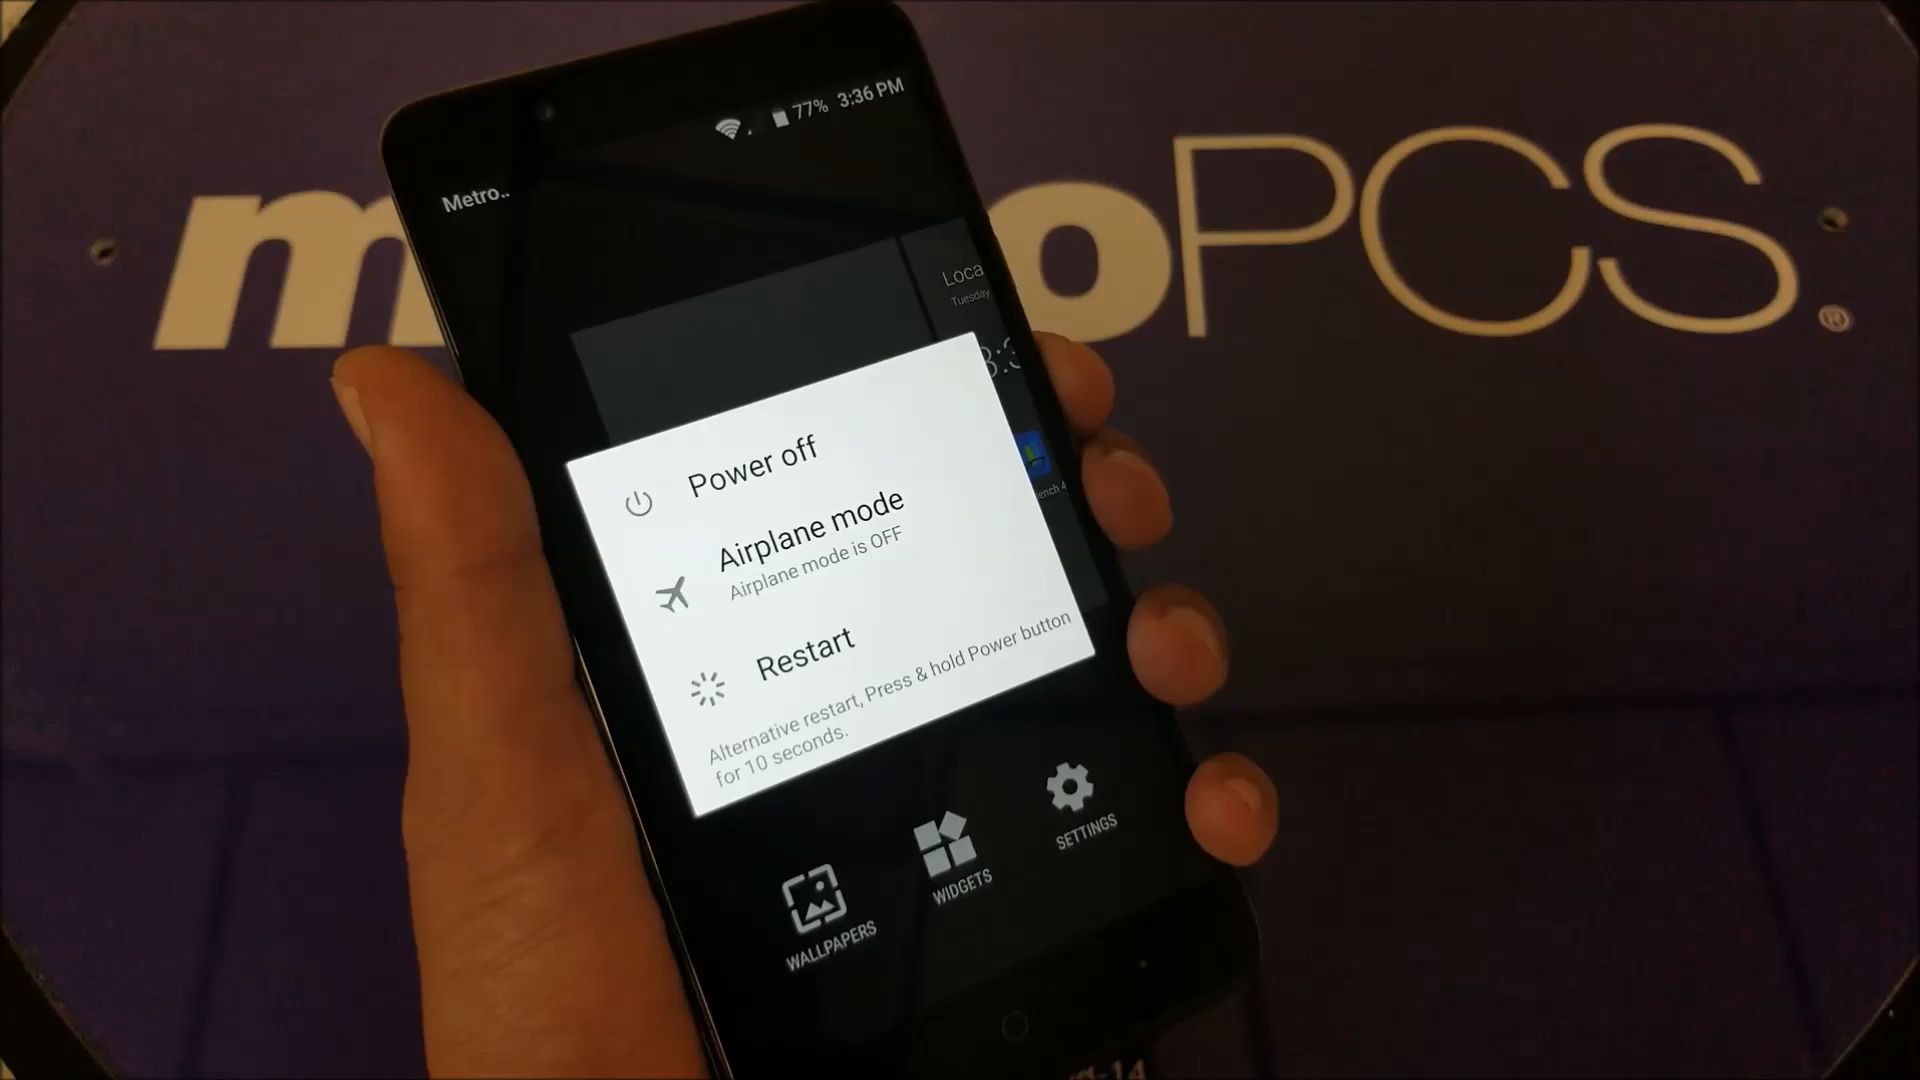 77% 3:36 PM
Metro..
PCS®
Loca
Tuesday
Power off
Airplane mode
Airplane mode is OFF
Restart
Alternative restart, Press & hold Power button
for 10 seconds.
SETTINGS
WIDGETS
WALLPAPERS